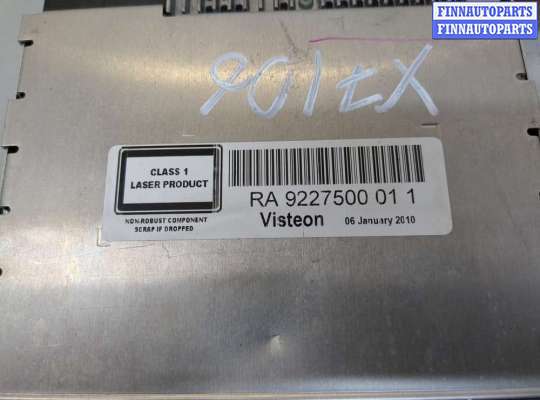 FINNAUTOPARTS
FINNAUTOPARTS
CLASS 1
LASER PRODUCT
NON-ROBUST COMPONENT
SCRAP IF DROPPED
RA 9227500 01 1
Visteon 06 January 2010